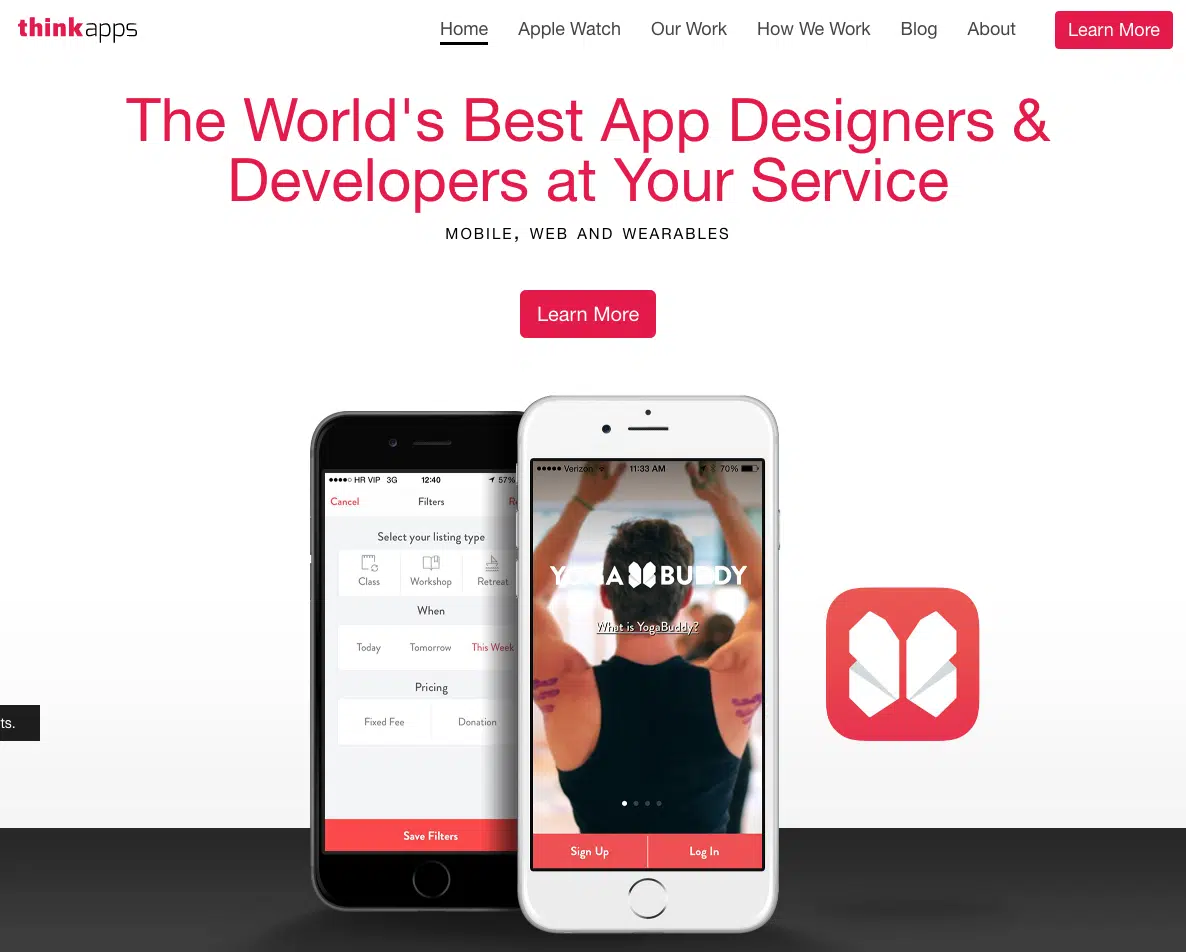 thinkapps
Home Apple Watch Our Work How We Work Blog About Learn More
The World's Best App Designers &
Developers at Your Service
MOBILE, WEB AND WEARABLES
Learn More
HR VIP 3G 12:40 57%
Cancel Filters
Select your listing type
Class Workshop Retreat
When
Today Tomorrow This Week
Pricing
Fixed Fee Donation
Save Filters
Verizon 11:33 AM 70%
YOGA BUDDY
What is YogaBuddy?
Sign Up Log In
ts.